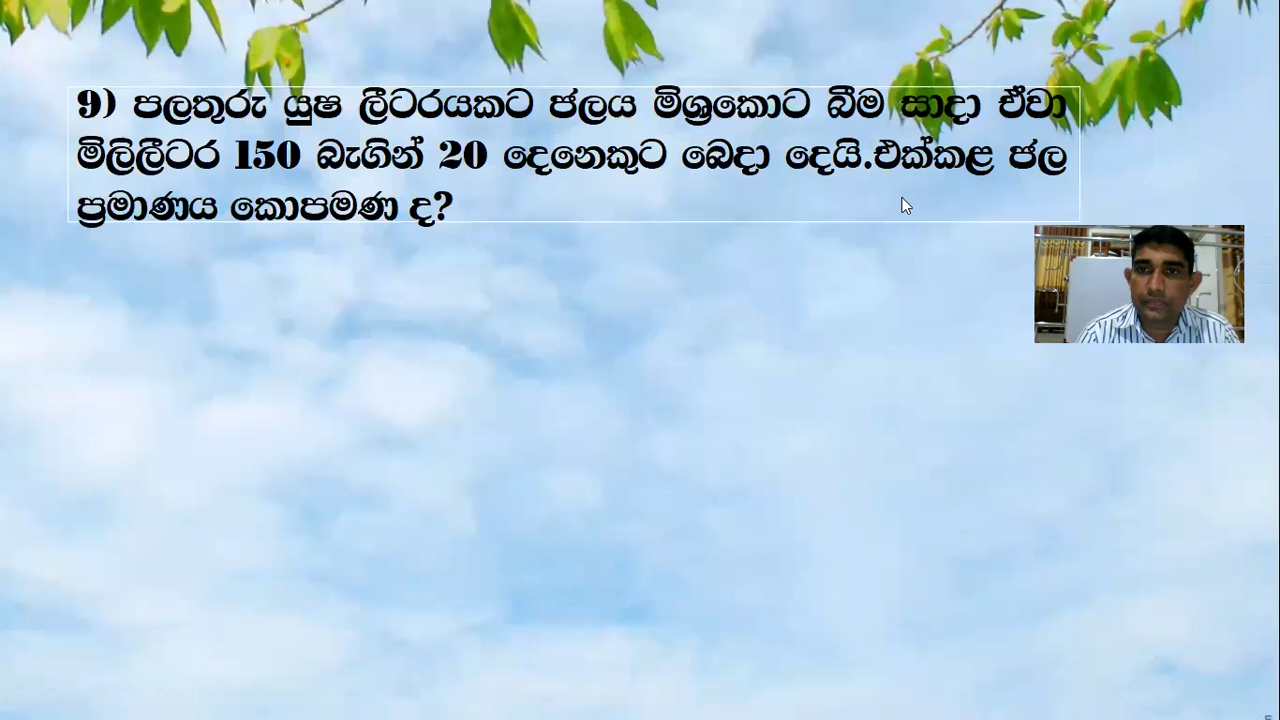 9) පලතුරු යුෂ ලීටරයකට ජලය මිශ්‍රකොට බීම සාදා ඒවා
මිලිලීටර 150 බැගින් 20 දෙනෙකුට බෙදා දෙයි.එක්කළ ජල
ප්‍රමාණය කොපමණ ද?